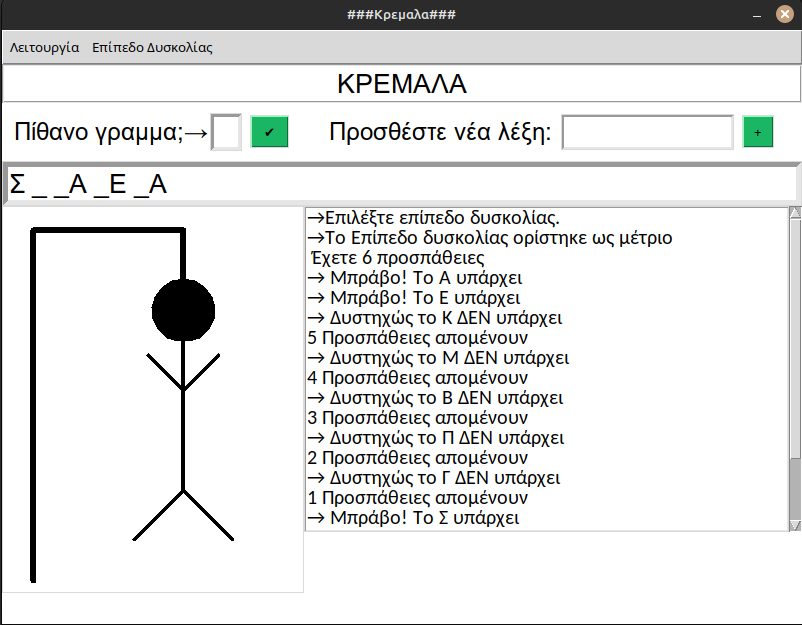 ###Κρεμαλα###
Λειτουργία Επίπεδο Δυσκολίας
ΚΡΕΜΑΛΑ
Πίθανο γραμμα;→ ✔ Προσθέστε νέα λέξη: +
Σ _ _Α _Ε _Α
→Επιλέξτε επίπεδο δυσκολίας.
→Το Επίπεδο δυσκολίας ορίστηκε ως μέτριο
Έχετε 6 προσπάθειες
→ Μπράβο! Το Α υπάρχει
→ Μπράβο! Το Ε υπάρχει
→ Δυστηχώς το Κ ΔΕΝ υπάρχει
5 Προσπάθειες απομένουν
→ Δυστηχώς το Μ ΔΕΝ υπάρχει
4 Προσπάθειες απομένουν
→ Δυστηχώς το Β ΔΕΝ υπάρχει
3 Προσπάθειες απομένουν
→ Δυστηχώς το Π ΔΕΝ υπάρχει
2 Προσπάθειες απομένουν
→ Δυστηχώς το Γ ΔΕΝ υπάρχει
1 Προσπάθειες απομένουν
→ Μπράβο! Το Σ υπάρχει